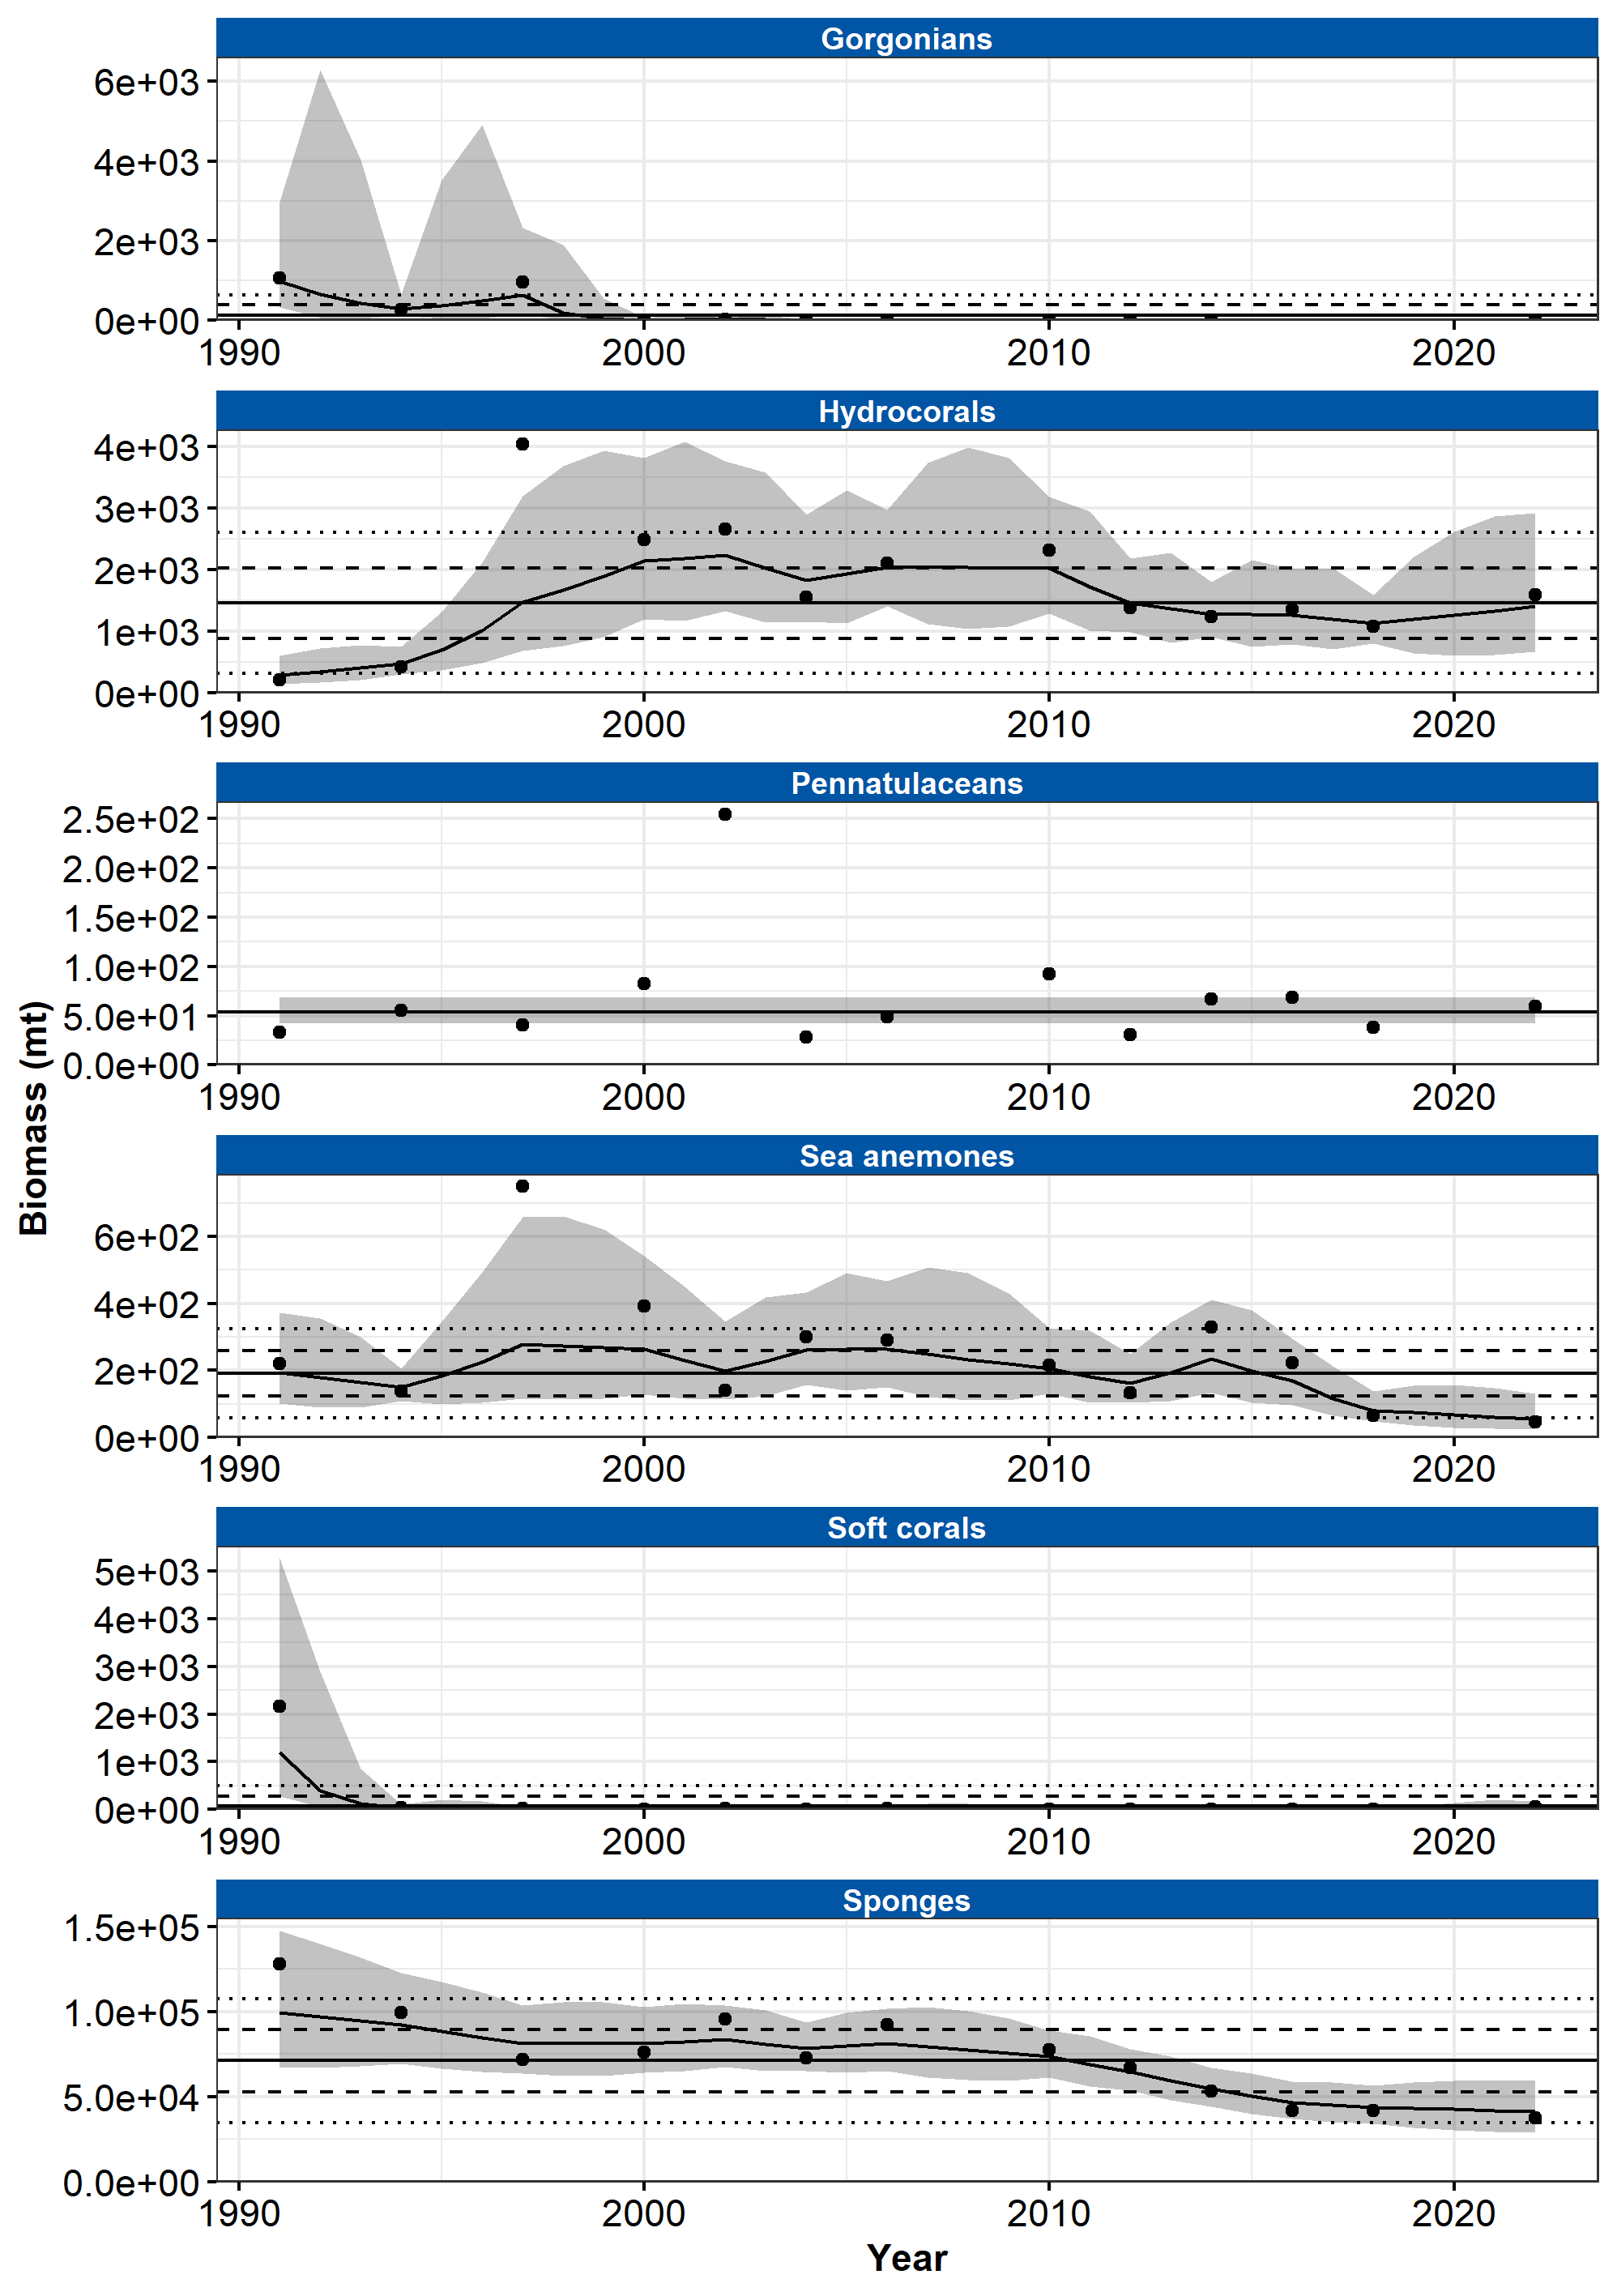 Gorgonians
6e+03
4e+03
2e+03
0e+00
1990 2000 2010 2020
Hydrocorals
4e+03
3e+03
2e+03
1e+03
0e+00
1990 2000 2010 2020
Pennatulaceans
2.5e+02
2.0e+02
1.5e+02
1.0e+02
5.0e+01
0.0e+00
1990 2000 2010 2020
Biomass (mt)
Sea anemones
6e+02
4e+02
2e+02
0e+00
1990 2000 2010 2020
Soft corals
5e+03
4e+03
3e+03
2e+03
1e+03
0e+00
1990 2000 2010 2020
Sponges
1.5e+05
1.0e+05
5.0e+04
0.0e+00
1990 2000 2010 2020
Year